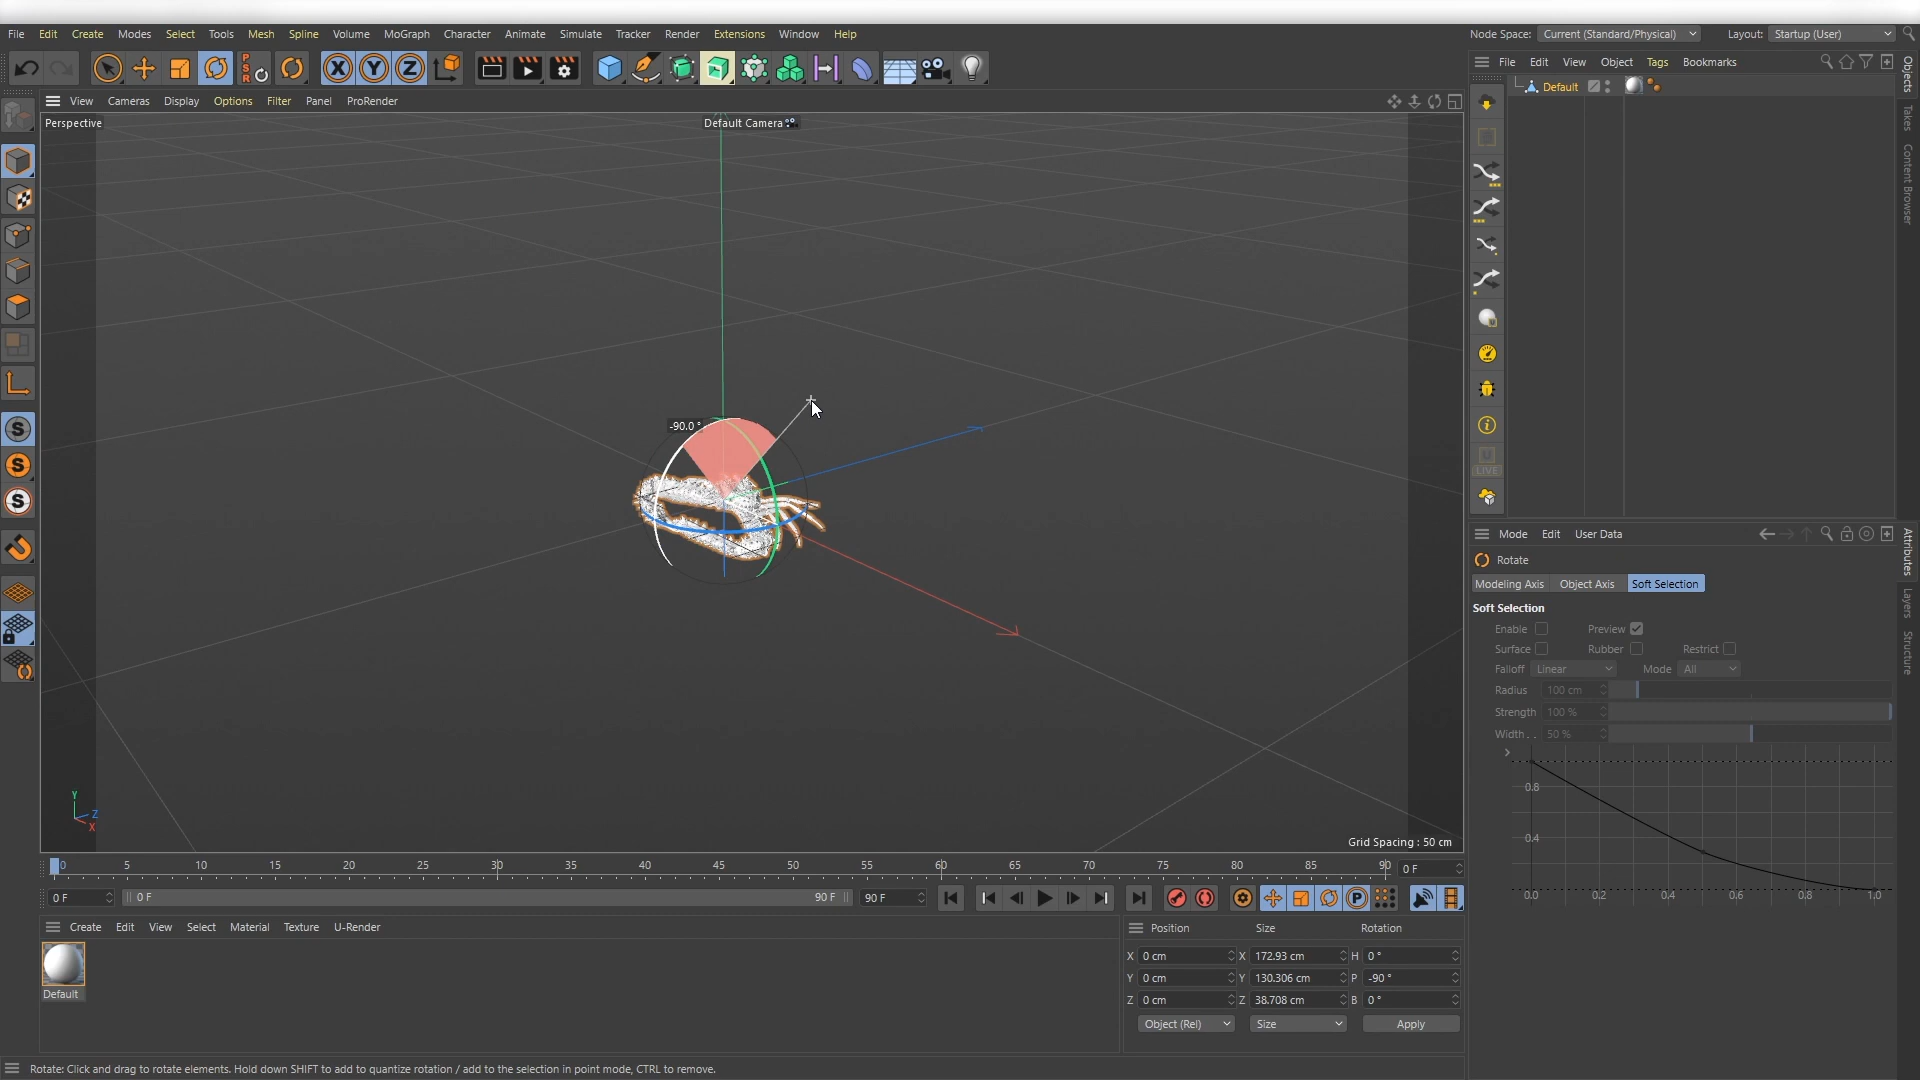 File Edit Create Modes Select Tools Mesh Spline Volume MoGraph Character Animate Simulate Tracker Render Extensions Window Help
Node Space: Current (Standard/Physical) Layout: Startup (User)
PSR X Y Z
File Edit View Object Tags Bookmarks
View Cameras Display Options Filter Panel ProRender
Default
Objects
Takes
Content Browser
Perspective
Default Camera
-90.0 °
LIVE
Y
Z
X
Grid Spacing : 50 cm
Mode Edit User Data
Rotate
Modeling Axis Object Axis Soft Selection
Soft Selection
Enable Preview
Surface Rubber Restrict
Falloff Linear Mode All
Radius 100 cm
Strength 100 %
Width . . 50 %
0.8
0.4
0.0 0.2 0.4 0.6 0.8 1.0
Attributes
Layers
Structure
0 5 10 15 20 25 30 35 40 45 50 55 60 65 70 75 80 85 90 0 F
0 F 0 F 90 F 90 F
Create Edit View Select Material Texture U-Render
Default
Position Size Rotation
X 0 cm X 172.93 cm H 0 °
Y 0 cm Y 130.306 cm P -90 °
Z 0 cm Z 38.708 cm B 0 °
Object (Rel) Size Apply
Rotate: Click and drag to rotate elements. Hold down SHIFT to add to quantize rotation / add to the selection in point mode, CTRL to remove.